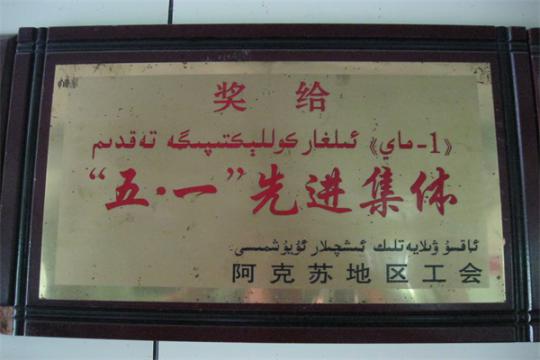 奖给
«1-ماي» ئىلغار كوللېكتىپىگە تەقدىم
“五·一”先进集体
ئاقسۇ ۋىلايەتلىك ئىشچىلار ئۇيۇشمىسى
阿克苏地区工会